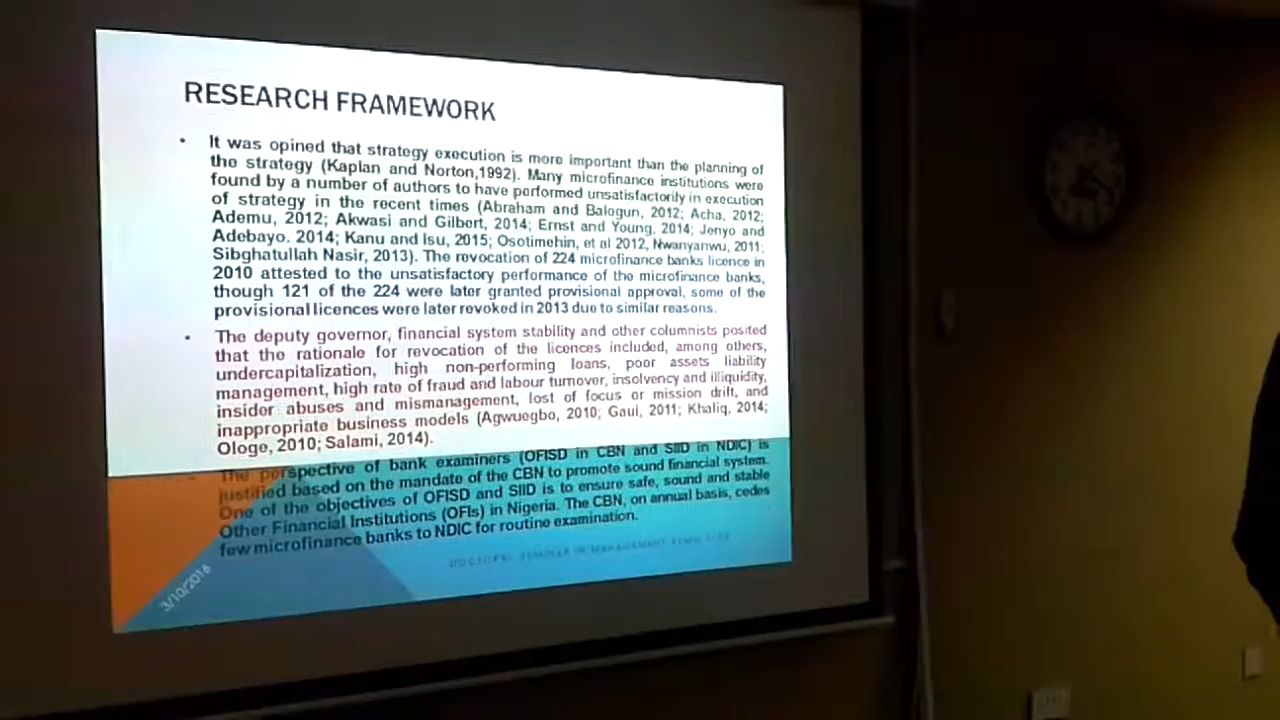 RESEARCH FRAMEWORK
• It was opined that strategy execution is more important than the planning of
the strategy (Kaplan and Norton,1992). Many microfinance institutions were
found by a number of authors to have performed unsatisfactorily in execution
of strategy in the recent times (Abraham and Balogun, 2012; Acha, 2012;
Ademu, 2012; Akwasi and Gilbert, 2014; Ernst and Young, 2014; Jenyo and
Adebayo. 2014; Kanu and Isu, 2015; Osotimehin, et al 2012, Nwanyanwu, 2011;
Sibghatullah Nasir, 2013). The revocation of 224 microfinance banks licence in
2010 attested to the unsatisfactory performance of the microfinance banks,
though 121 of the 224 were later granted provisional approval, some of the
provisional licences were later revoked in 2013 due to similar reasons.
• The deputy governor, financial system stability and other columnists posited
that the rationale for revocation of the licences included, among others,
undercapitalization, high non-performing loans, poor assets liability
management, high rate of fraud and labour turnover, insolvency and illiquidity,
insider abuses and mismanagement, lost of focus or mission drift, and
inappropriate business models (Agwuegbo, 2010; Gaui, 2011; Khaliq, 2014;
Ologe, 2010; Salami, 2014).
• The perspective of bank examiners (OFISD in CBN and SIID in NDIC) is
justified based on the mandate of the CBN to promote sound financial system.
One of the objectives of OFISD and SIID is to ensure safe, sound and stable
Other Financial Institutions (OFIs) in Nigeria. The CBN, on annual basis, cedes
few microfinance banks to NDIC for routine examination.
DOCTORAL SEMINAR IN MANAGEMENT
3/10/2016